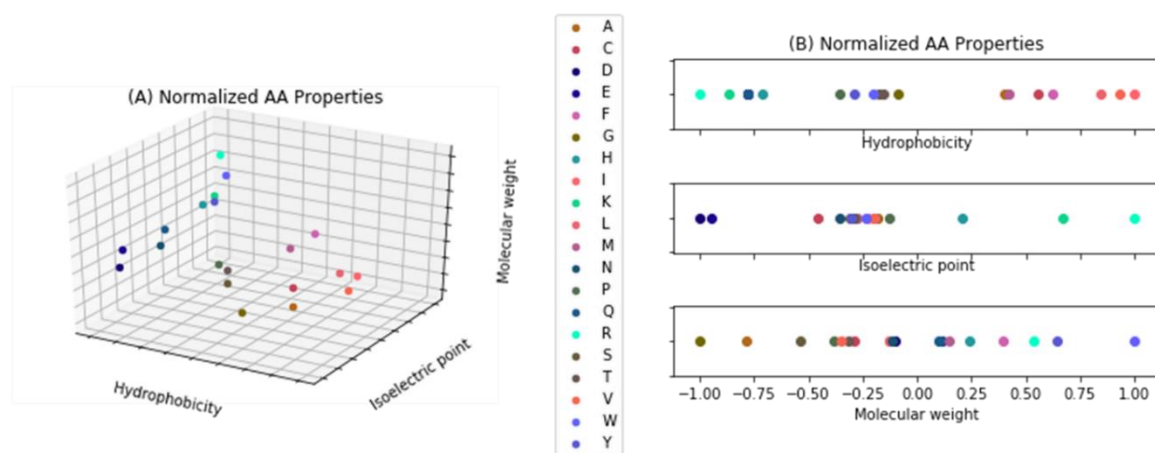 (A) Normalized AA Properties
Molecular weight
Isoelectric point
Hydrophobicity
A
C
D
E
F
G
H
I
K
L
M
N
P
Q
R
S
T
V
W
Y
(B) Normalized AA Properties
Hydrophobicity
Isoelectric point
−1.00 −0.75 −0.50 −0.25 0.00 0.25 0.50 0.75 1.00
Molecular weight